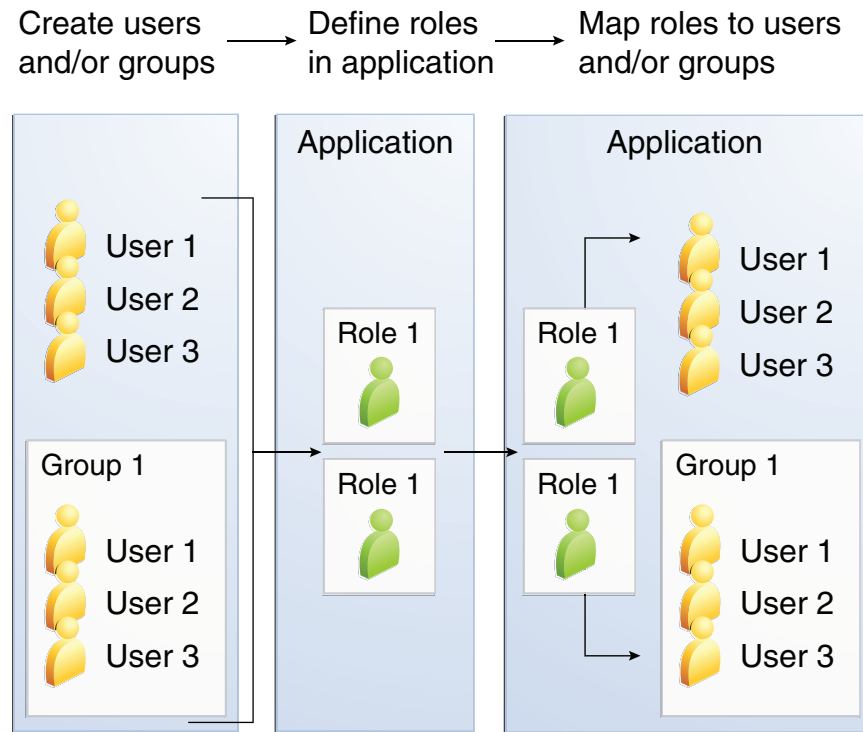 Create users
and/or groups
Define roles
in application
Map roles to users
and/or groups
User 1
User 2
User 3
Group 1
User 1
User 2
User 3
Application
Role 1
Role 1
Application
Role 1
Role 1
User 1
User 2
User 3
Group 1
User 1
User 2
User 3